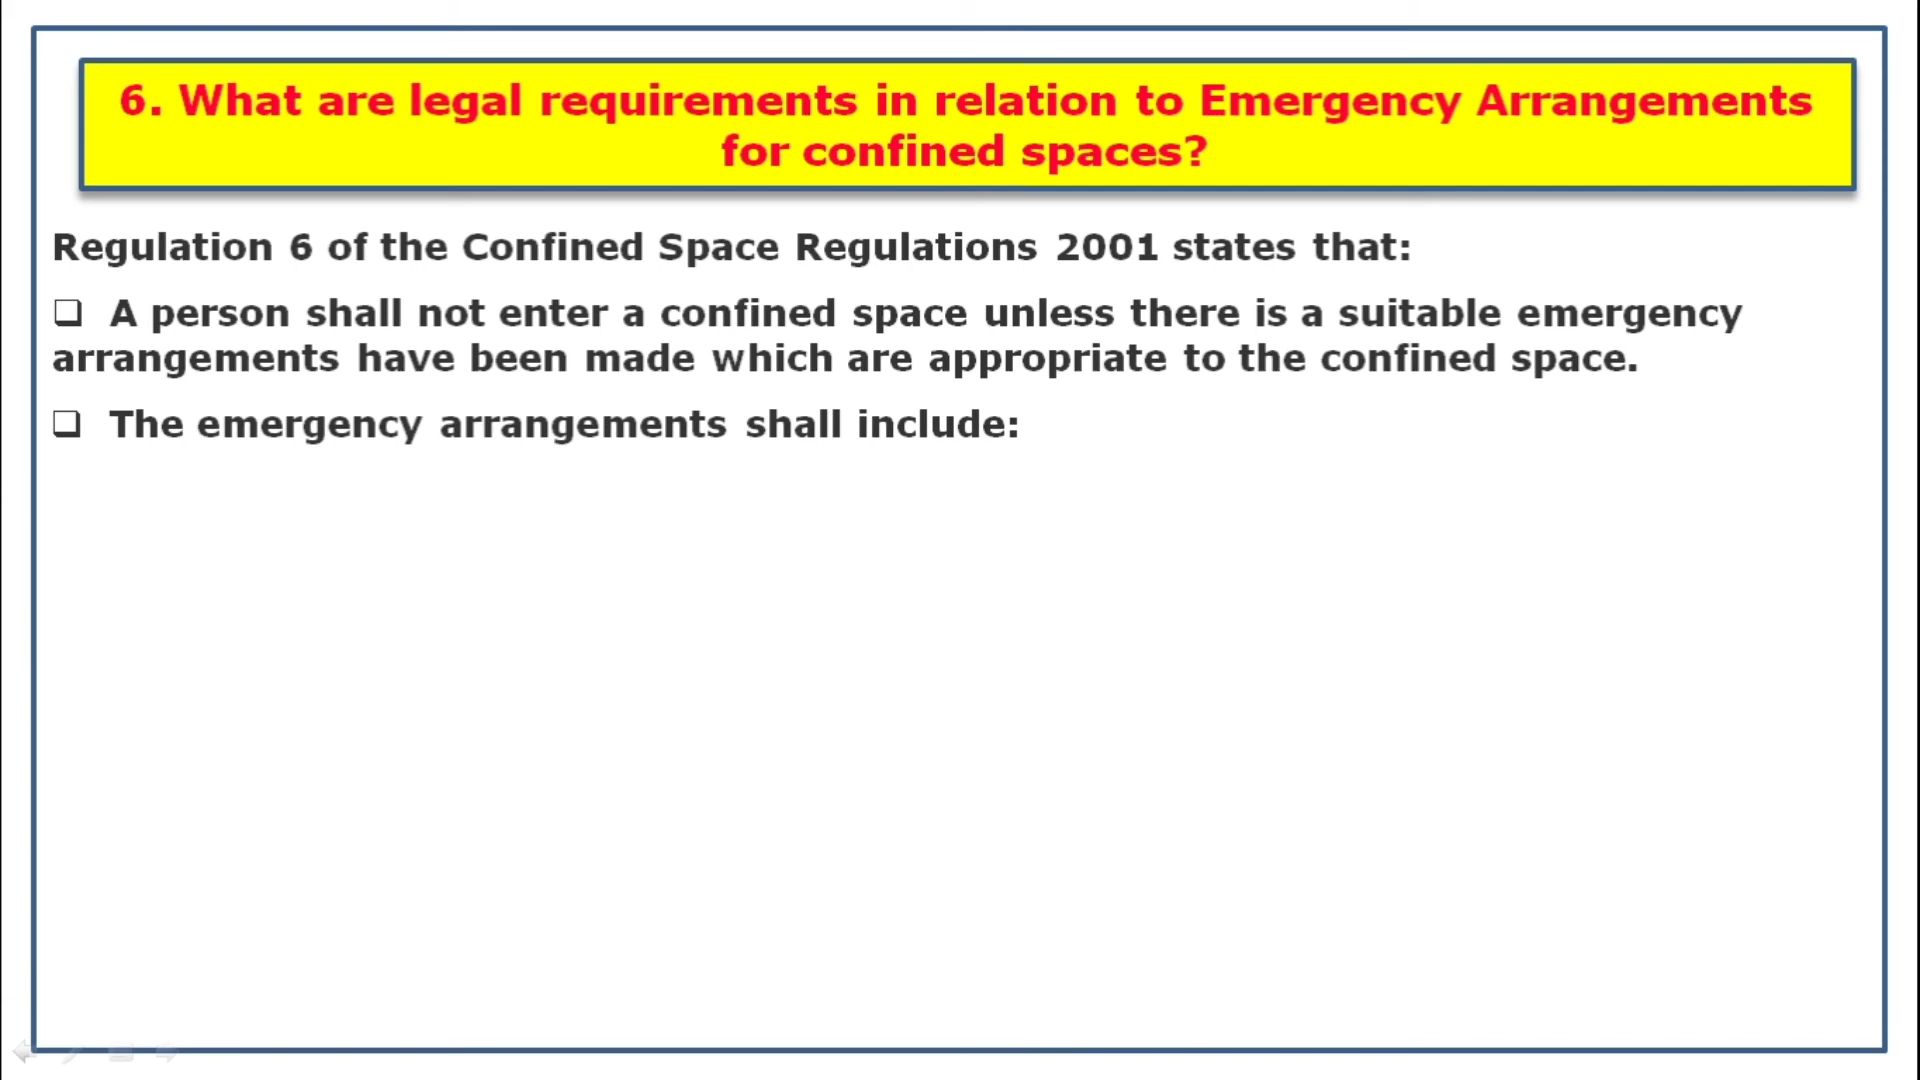 6. What are legal requirements in relation to Emergency Arrangements
for confined spaces?
Regulation 6 of the Confined Space Regulations 2001 states that:
❑ A person shall not enter a confined space unless there is a suitable emergency
arrangements have been made which are appropriate to the confined space.
❑ The emergency arrangements shall include: